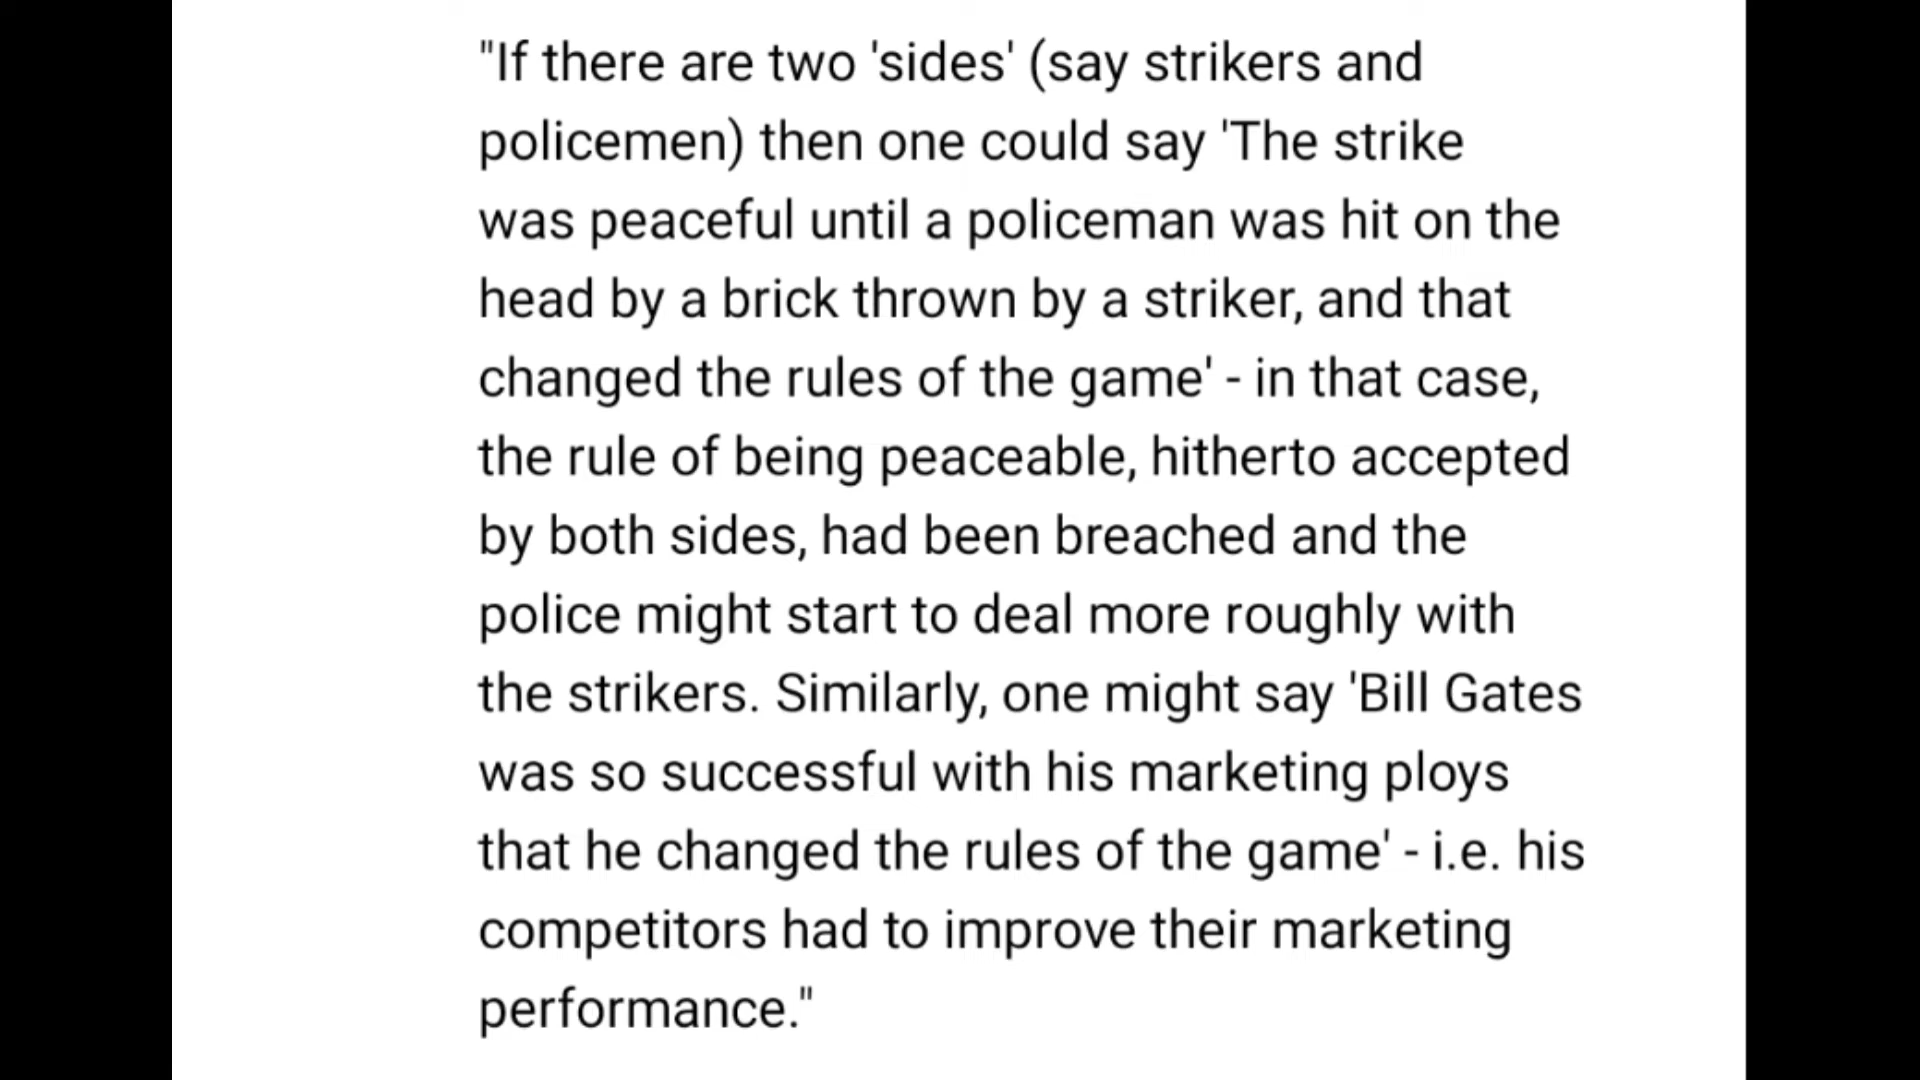 "If there are two 'sides' (say strikers and
policemen) then one could say 'The strike
was peaceful until a policeman was hit on the
head by a brick thrown by a striker, and that
changed the rules of the game' - in that case,
the rule of being peaceable, hitherto accepted
by both sides, had been breached and the
police might start to deal more roughly with
the strikers. Similarly, one might say 'Bill Gates
was so successful with his marketing ploys
that he changed the rules of the game' - i.e. his
competitors had to improve their marketing
performance."